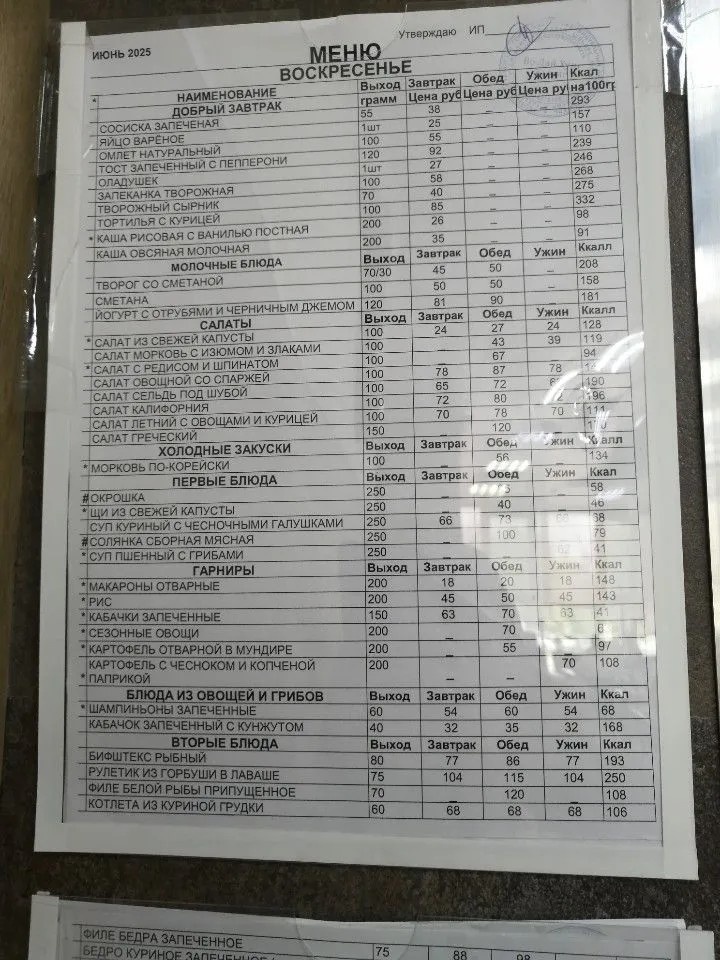 Утверждаю ИП
ИЮНЬ 2025
МЕНЮ
ВОСКРЕСЕНЬЕ
* НАИМЕНОВАНИЕ Выход Завтрак Обед Ужин Ккал
ДОБРЫЙ ЗАВТРАК грамм Цена руб Цена ру Цена ру на100гр
СОСИСКА ЗАПЕЧЕНАЯ 55 38 _ _ 293
ЯЙЦО ВАРЁНОЕ 1шт 25 _ _ 157
ОМЛЕТ НАТУРАЛЬНЫЙ 100 55 _ _ 110
ТОСТ ЗАПЕЧЕННЫЙ С ПЕППЕРОНИ 120 92 _ _ 239
ОЛАДУШЕК 1шт 27 _ _ 246
ЗАПЕКАНКА ТВОРОЖНАЯ 100 58 _ _ 268
ТВОРОЖНЫЙ СЫРНИК 70 40 _ _ 275
ТОРТИЛЬЯ С КУРИЦЕЙ 100 85 _ _ 332
* КАША РИСОВАЯ С ВАНИЛЬЮ ПОСТНАЯ 200 26 _ _ 98
КАША ОВСЯНАЯ МОЛОЧНАЯ 200 35 _ _ 91
МОЛОЧНЫЕ БЛЮДА Выход Завтрак Обед Ужин Ккалл
ТВОРОГ СО СМЕТАНОЙ 70/30 45 50 _ 208
СМЕТАНА 100 50 50 _ 158
ЙОГУРТ С ОТРУБЯМИ И ЧЕРНИЧНЫМ ДЖЕМОМ 120 81 90 _ 181
САЛАТЫ Выход Завтрак Обед Ужин Ккалл
* САЛАТ ИЗ СВЕЖЕЙ КАПУСТЫ 100 24 27 24 128
САЛАТ МОРКОВЬ С ИЗЮМОМ И ЗЛАКАМИ 100 _ 43 39 119
* САЛАТ С РЕДИСОМ И ШПИНАТОМ 100 _ 67 _ 94
САЛАТ ОВОЩНОЙ СО СПАРЖЕЙ 100 78 87 78
САЛАТ СЕЛЬДЬ ПОД ШУБОЙ 100 65 72 190
САЛАТ КАЛИФОРНИЯ 100 72 80 196
САЛАТ ЛЕТНИЙ С ОВОЩАМИ И КУРИЦЕЙ 100 70 78 70 111
САЛАТ ГРЕЧЕСКИЙ 150 _ 120 _
ХОЛОДНЫЕ ЗАКУСКИ Выход Завтрак Обед Ужин Ккалл
* МОРКОВЬ ПО-КОРЕЙСКИ 100 _ 56 _ 134
ПЕРВЫЕ БЛЮДА Выход Завтрак Обед Ужин Ккал
# ОКРОШКА 250 _ _ 58
* ЩИ ИЗ СВЕЖЕЙ КАПУСТЫ 250 _ 40 _ 46
СУП КУРИНЫЙ С ЧЕСНОЧНЫМИ ГАЛУШКАМИ 250 66 73
# СОЛЯНКА СБОРНАЯ МЯСНАЯ 250 _ 100 _ 79
* СУП ПШЕННЫЙ С ГРИБАМИ 250 _ _ 41
ГАРНИРЫ Выход Завтрак Обед Ужин Ккал
* МАКАРОНЫ ОТВАРНЫЕ 200 18 20 18 148
* РИС 200 45 50 45 143
* КАБАЧКИ ЗАПЕЧЕННЫЕ 150 63 70 63 41
* СЕЗОННЫЕ ОВОЩИ 200 _ 70 _
* КАРТОФЕЛЬ ОТВАРНОЙ В МУНДИРЕ 200 _ 55 _ 97
КАРТОФЕЛЬ С ЧЕСНОКОМ И КОПЧЕНОЙ 200 70 108
* ПАПРИКОЙ _ _
БЛЮДА ИЗ ОВОЩЕЙ И ГРИБОВ Выход Завтрак Обед Ужин Ккал
* ШАМПИНЬОНЫ ЗАПЕЧЕННЫЕ 60 54 60 54 68
КАБАЧОК ЗАПЕЧЕННЫЙ С КУНЖУТОМ 40 32 35 32 168
ВТОРЫЕ БЛЮДА Выход Завтрак Обед Ужин Ккал
БИФШТЕКС РЫБНЫЙ 80 77 86 77 193
РУЛЕТИК ИЗ ГОРБУШИ В ЛАВАШЕ 75 104 115 104 250
ФИЛЕ БЕЛОЙ РЫБЫ ПРИПУЩЕННОЕ 70 _ 120 _ 108
КОТЛЕТА ИЗ КУРИНОЙ ГРУДКИ 60 68 68 68 106
ФИЛЕ БЕДРА ЗАПЕЧЕННОЕ
БЕДРО КУРИНОЕ 75 88 98